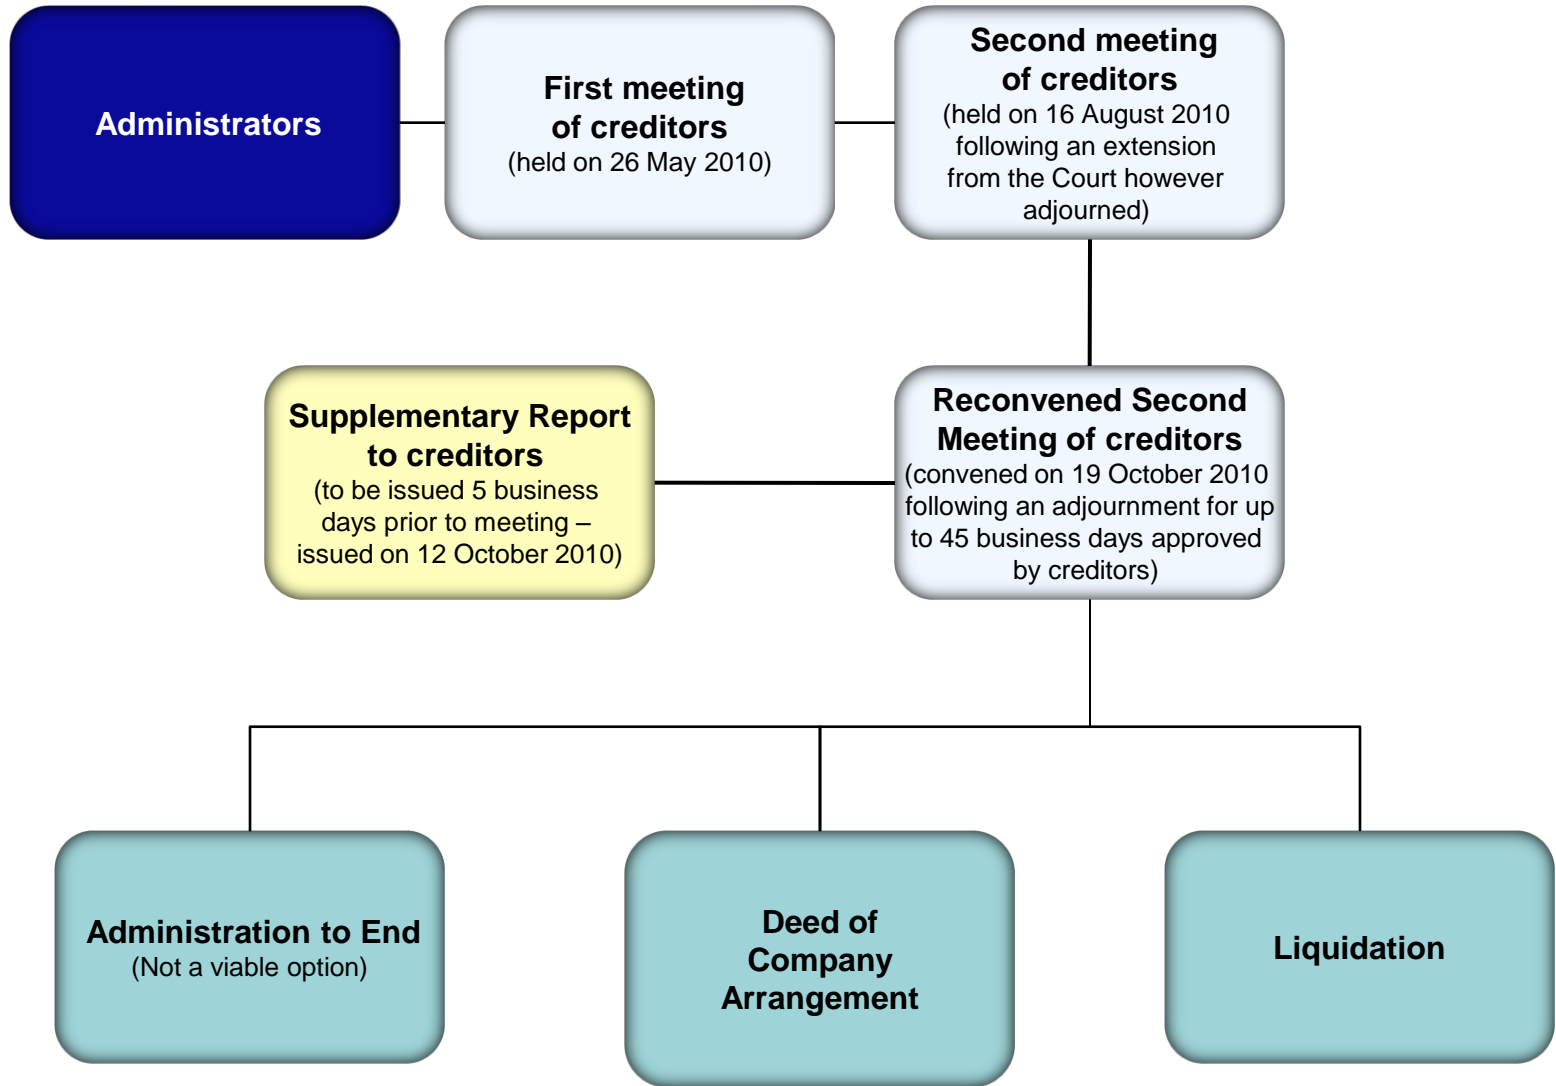 Administrators
First meeting
of creditors
(held on 26 May 2010)
Second meeting
of creditors
(held on 16 August 2010
following an extension
from the Court however
adjourned)
Supplementary Report
to creditors
(to be issued 5 business
days prior to meeting –
issued on 12 October 2010)
Reconvened Second
Meeting of creditors
(convened on 19 October 2010
following an adjournment for up
to 45 business days approved
by creditors)
Administration to End
(Not a viable option)
Deed of
Company
Arrangement
Liquidation